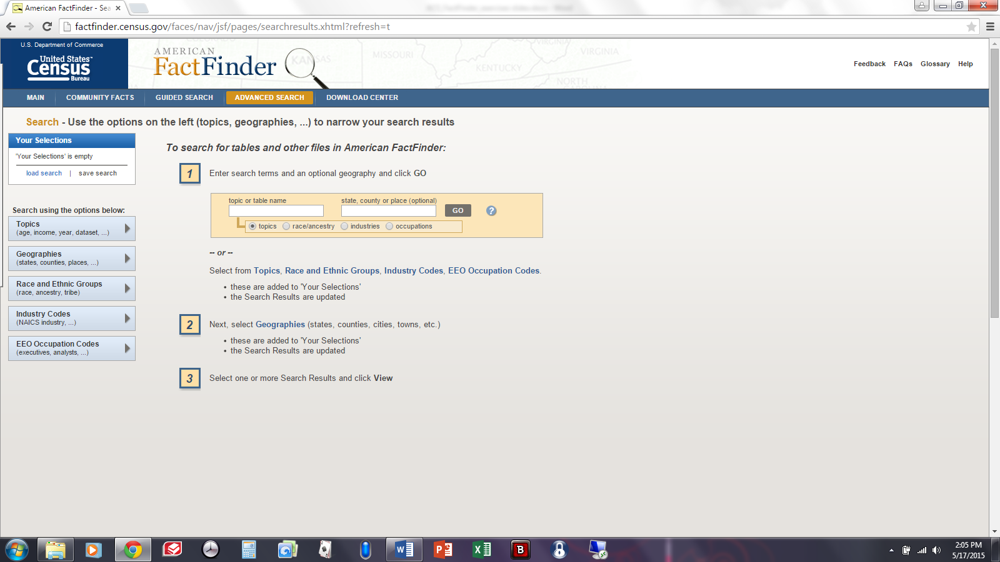 American FactFinder - Sea
factfinder.census.gov/faces/nav/jsf/pages/searchresults.xhtml?refresh=t
U.S. Department of Commerce
United States™
Census
Bureau
AMERICAN
FactFinder
KANSAS
COLORADO
MISSOURI
VIRGINIA
VIRGINIA
KENTUCKY
NORTH
CAROLINA
Feedback FAQs Glossary Help
MAIN COMMUNITY FACTS GUIDED SEARCH ADVANCED SEARCH DOWNLOAD CENTER
Search - Use the options on the left (topics, geographies, ...) to narrow your search results
Your Selections
'Your Selections' is empty
load search | save search
Search using the options below:
Topics
(age, income, year, dataset, ...)
Geographies
(states, counties, places, ...)
Race and Ethnic Groups
(race, ancestry, tribe)
Industry Codes
(NAICS industry, ...)
EEO Occupation Codes
(executives, analysts, ...)
To search for tables and other files in American FactFinder:
1 Enter search terms and an optional geography and click GO
topic or table name state, county or place (optional)
GO ?
topics race/ancestry industries occupations
-- or --
Select from Topics, Race and Ethnic Groups, Industry Codes, EEO Occupation Codes.
• these are added to 'Your Selections'
• the Search Results are updated
2 Next, select Geographies (states, counties, cities, towns, etc.)
• these are added to 'Your Selections'
• the Search Results are updated
3 Select one or more Search Results and click View
2:05 PM
5/17/2015